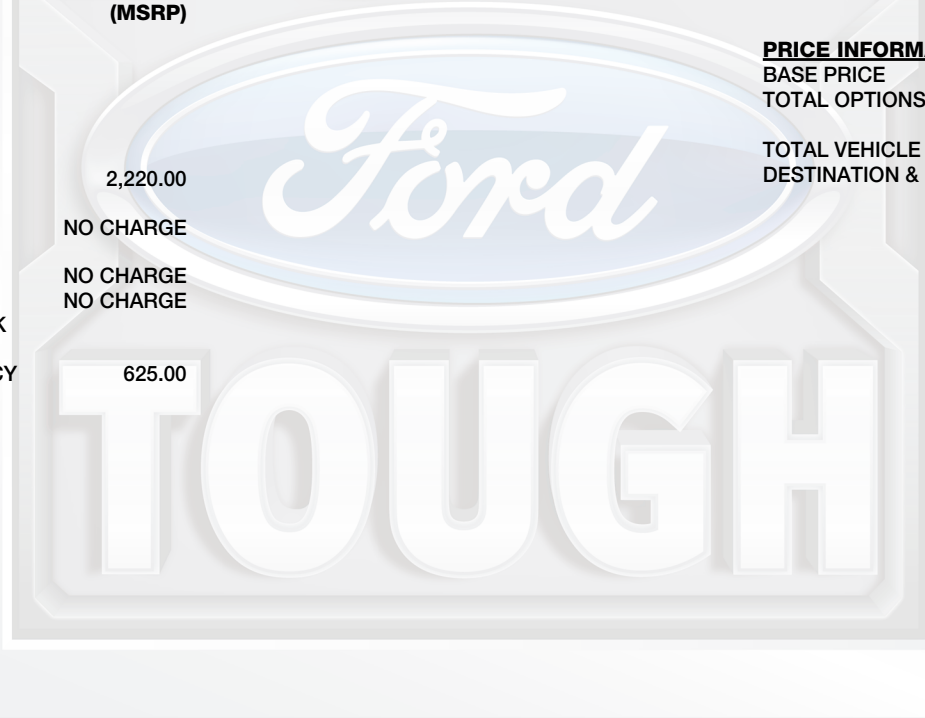 (MSRP)
2,220.00
NO CHARGE
NO CHARGE
NO CHARGE
625.00
PRICE
BASE PRICE
TOTAL OPTIONS
TOTAL VEHICLE
DESTINATION &
Ford
TOUGH